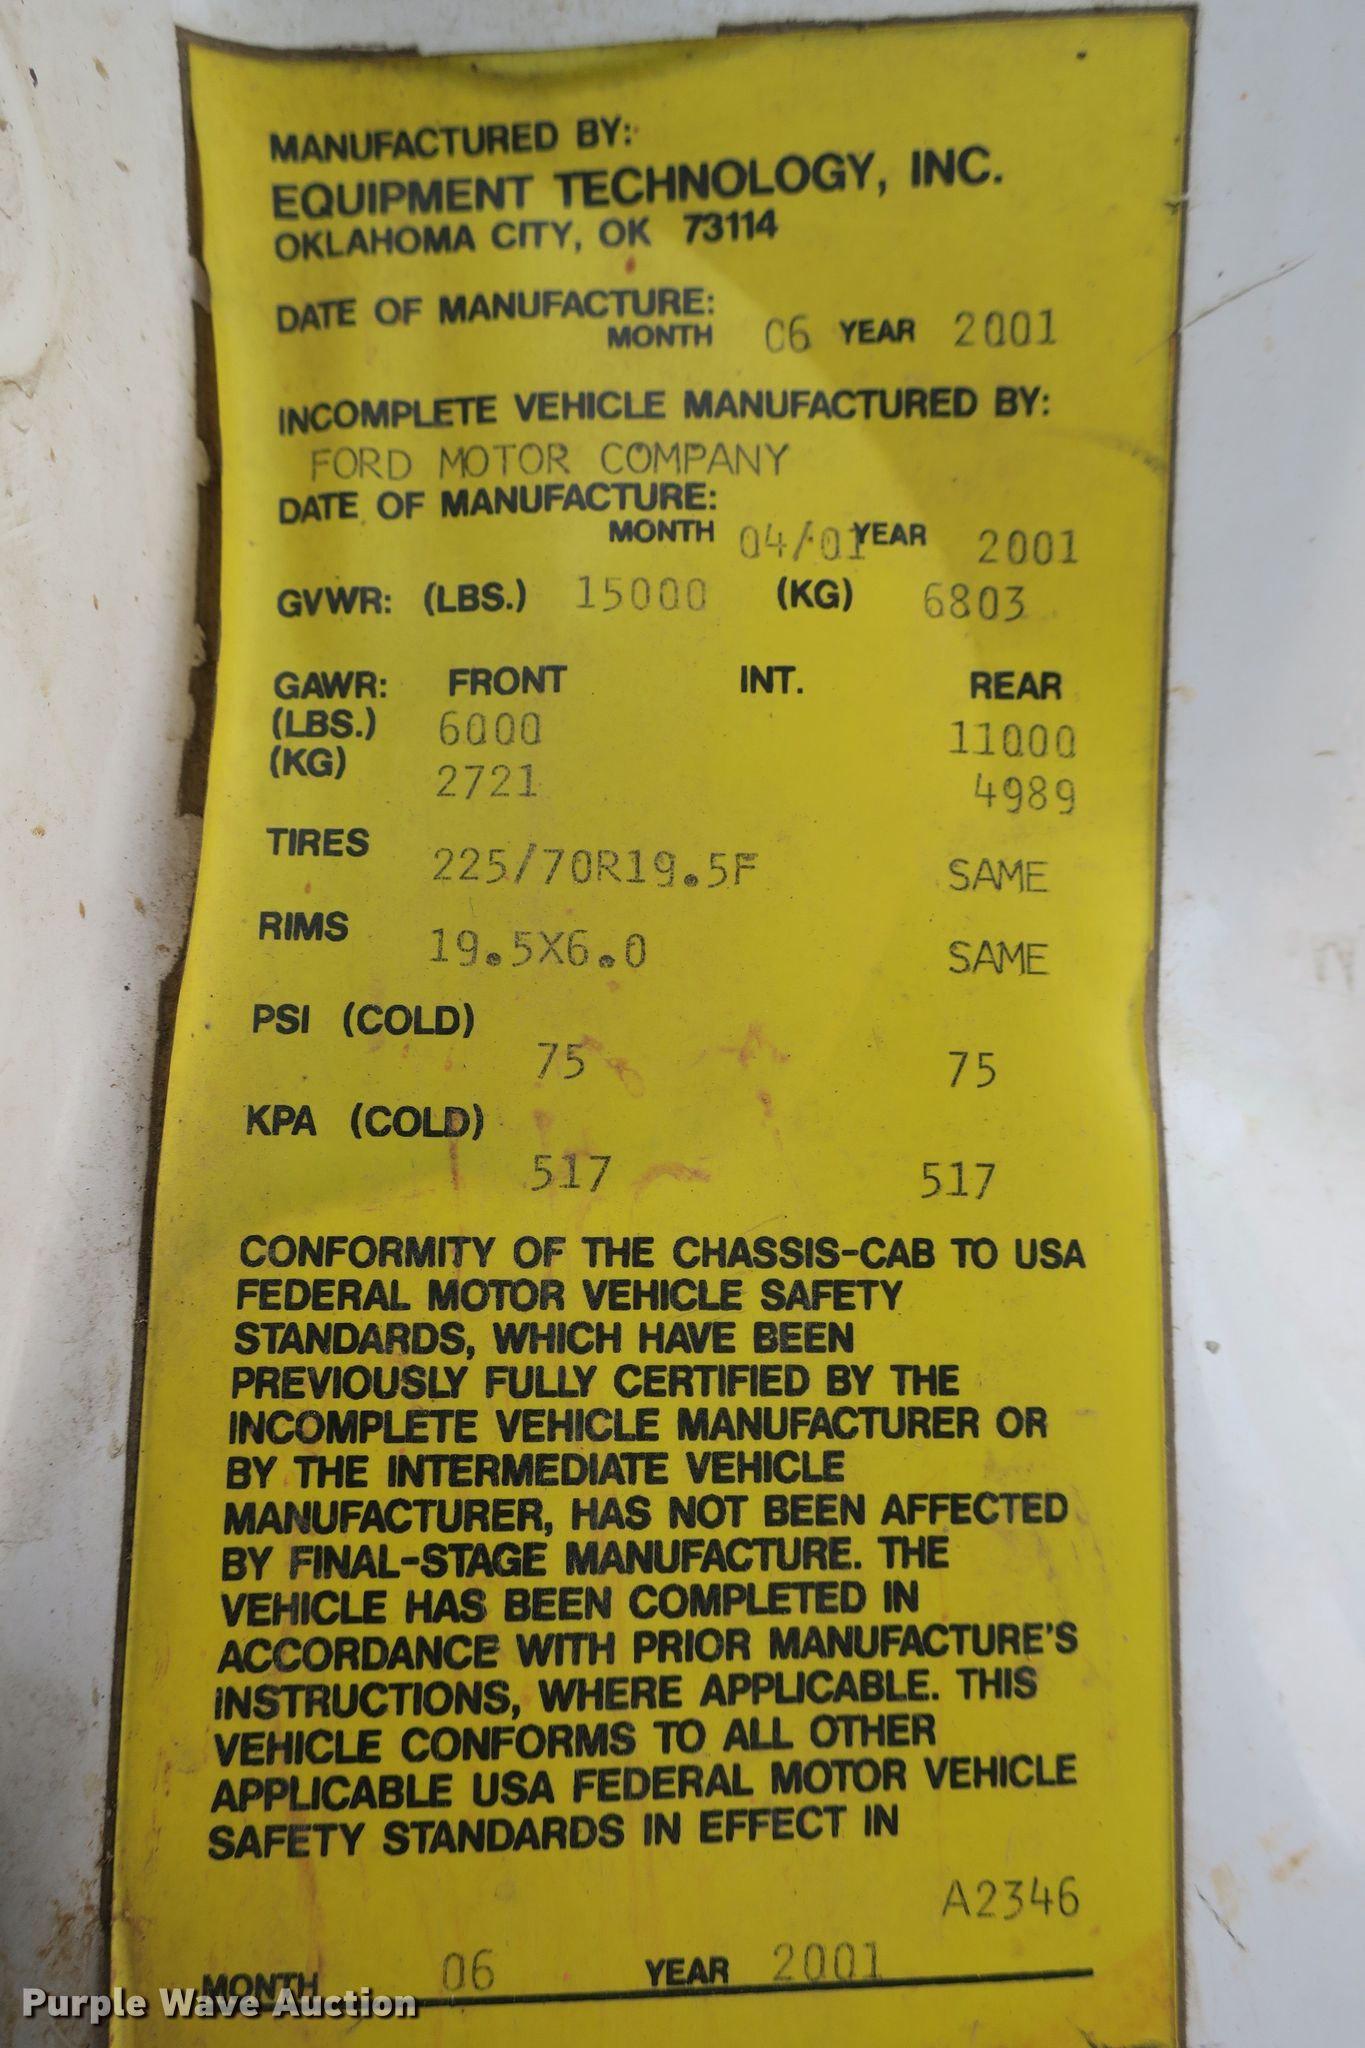 MANUFACTURED BY:
EQUIPMENT TECHNOLOGY, INC.
OKLAHOMA CITY, OK 73114
DATE OF MANUFACTURE:
MONTH 06 YEAR 2001
INCOMPLETE VEHICLE MANUFACTURED BY:
FORD MOTOR COMPANY
DATE OF MANUFACTURE:
MONTH 04/01 YEAR 2001
GVWR: (LBS.) 15000 (KG) 6803
GAWR: FRONT INT. REAR
(LBS.) 6000 11000
(KG) 2721 4989
TIRES 225/70R19.5F SAME
RIMS 19.5X6.0 SAME
PSI (COLD)
75 75
KPA (COLD)
517 517
CONFORMITY OF THE CHASSIS-CAB TO USA
FEDERAL MOTOR VEHICLE SAFETY
STANDARDS, WHICH HAVE BEEN
PREVIOUSLY FULLY CERTIFIED BY THE
INCOMPLETE VEHICLE MANUFACTURER OR
BY THE INTERMEDIATE VEHICLE
MANUFACTURER, HAS NOT BEEN AFFECTED
BY FINAL-STAGE MANUFACTURE. THE
VEHICLE HAS BEEN COMPLETED IN
ACCORDANCE WITH PRIOR MANUFACTURE'S
INSTRUCTIONS, WHERE APPLICABLE. THIS
VEHICLE CONFORMS TO ALL OTHER
APPLICABLE USA FEDERAL MOTOR VEHICLE
SAFETY STANDARDS IN EFFECT IN
A2346
MONTH 06 YEAR 2001
Purple Wave Auction